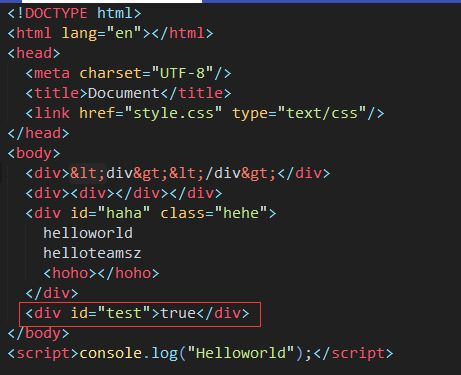 <!DOCTYPE html>
<html lang="en"></html>
<head>
<meta charset="UTF-8"/>
<title>Document</title>
<link href="style.css" type="text/css"/>
</head>
<body>
<div>&lt;div&gt;&lt;/div&gt;</div>
<div><div></div></div>
<div id="haha" class="hehe">
helloworld
helloteamsz
<hoho></hoho>
</div>
<div id="test">true</div>
</body>
<script>console.log("Helloworld");</script>